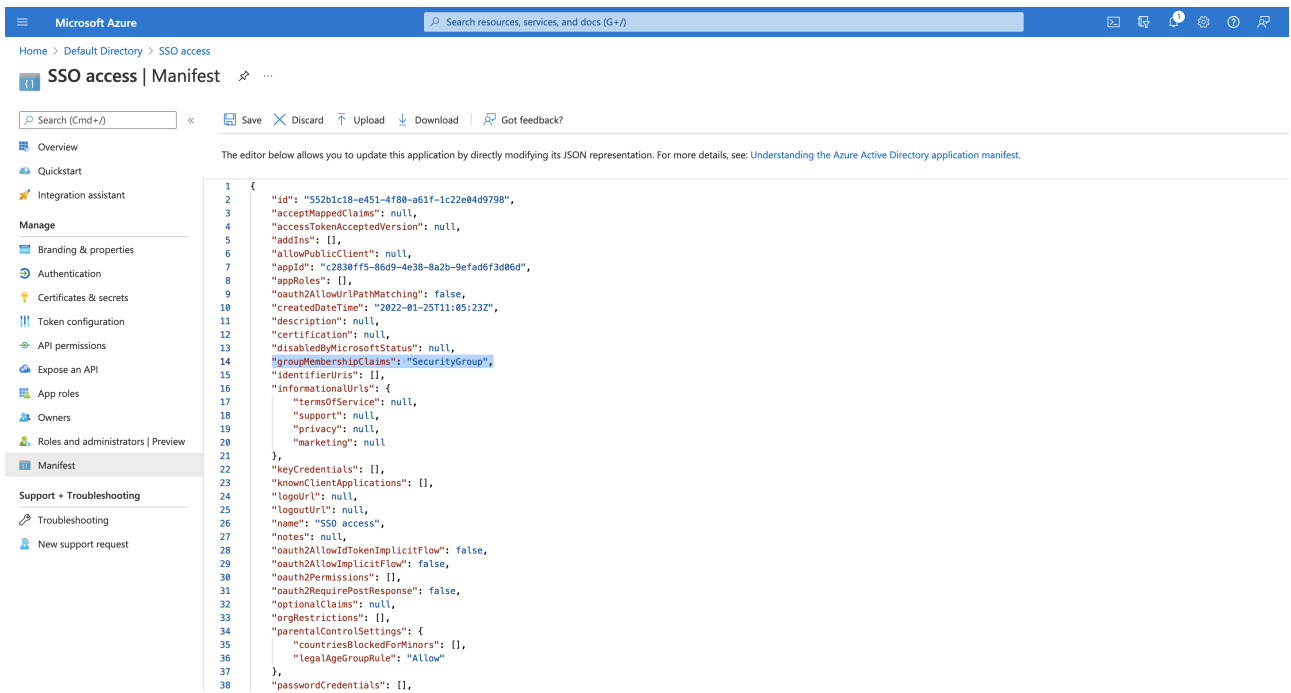 Microsoft Azure
Search resources, services, and docs (G+/)
1
Home > Default Directory > SSO access
SSO access | Manifest
Search (Cmd+/)
«
Save
Discard
Upload
Download
Got feedback?
Overview
Quickstart
Integration assistant
Manage
Branding & properties
Authentication
Certificates & secrets
Token configuration
API permissions
Expose an API
App roles
Owners
Roles and administrators | Preview
Manifest
Support + Troubleshooting
Troubleshooting
New support request
The editor below allows you to update this application by directly modifying its JSON representation. For more details, see: Understanding the Azure Active Directory application manifest.
1 {
2 "id": "552b1c18-e451-4f80-a61f-1c22e04d9798",
3 "acceptMappedClaims": null,
4 "accessTokenAcceptedVersion": null,
5 "addIns": [],
6 "allowPublicClient": null,
7 "appId": "c2830ff5-86d9-4e38-8a2b-9efad6f3d06d",
8 "appRoles": [],
9 "oauth2AllowUrlPathMatching": false,
10 "createdDateTime": "2022-01-25T11:05:23Z",
11 "description": null,
12 "certification": null,
13 "disabledByMicrosoftStatus": null,
14 "groupMembershipClaims": "SecurityGroup",
15 "identifierUris": [],
16 "informationalUrls": {
17 "termsOfService": null,
18 "support": null,
19 "privacy": null,
20 "marketing": null
21 },
22 "keyCredentials": [],
23 "knownClientApplications": [],
24 "logoUrl": null,
25 "logoutUrl": null,
26 "name": "SSO access",
27 "notes": null,
28 "oauth2AllowIdTokenImplicitFlow": false,
29 "oauth2AllowImplicitFlow": false,
30 "oauth2Permissions": [],
31 "oauth2RequirePostResponse": false,
32 "optionalClaims": null,
33 "orgRestrictions": [],
34 "parentalControlSettings": {
35 "countriesBlockedForMinors": [],
36 "legalAgeGroupRule": "Allow"
37 },
38 "passwordCredentials": [],